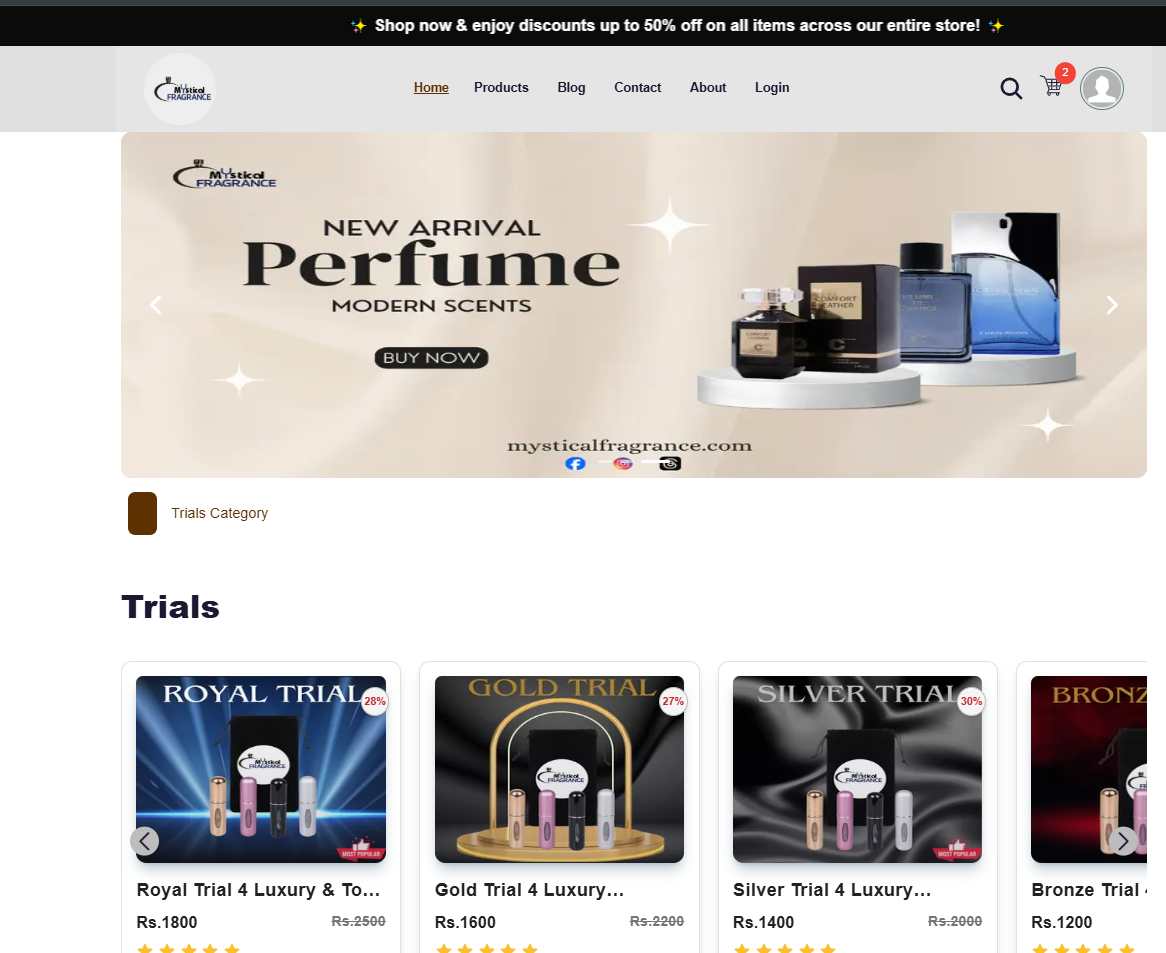 ✨ Shop now & enjoy discounts up to 50% off on all items across our entire store! ✨
Mystical
FRAGRANCE
Home Products Blog Contact About Login
2
Mystical
FRAGRANCE
NEW ARRIVAL
Perfume
MODERN SCENTS
BUY NOW
COMFORT
LEATHER
mysticalfragrance.com
Trials Category
Trials
ROYAL TRIAL
28%
Mystical
FRAGRANCE
MOST POPULAR
Royal Trial 4 Luxury & To...
Rs.1800 Rs.2500
GOLD TRIAL
27%
Mystical
FRAGRANCE
Gold Trial 4 Luxury...
Rs.1600 Rs.2200
SILVER TRIAL
30%
Mystical
FRAGRANCE
MOST POPULAR
Silver Trial 4 Luxury...
Rs.1400 Rs.2000
BRONZ
Bronze Trial 4
Rs.1200